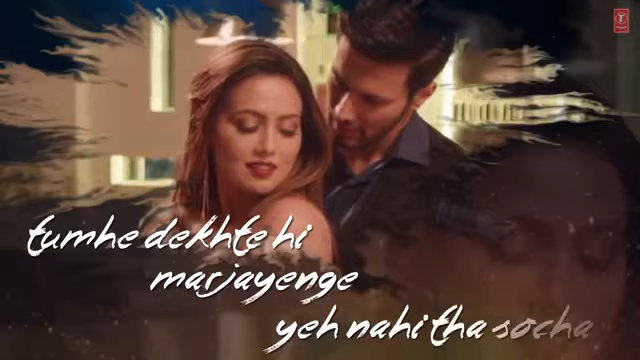 tumhe dekhte hi
marjayenge
yeh nahi tha socha